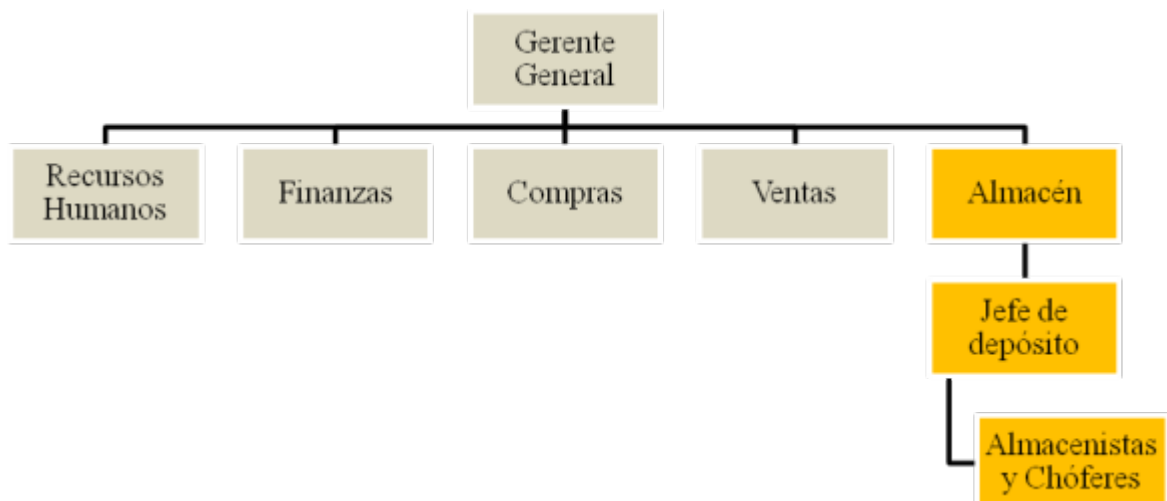 Gerente
General
Recursos
Humanos
Finanzas
Compras
Ventas
Almacén
Jefe de
depósito
Almacenistas
y Chóferes